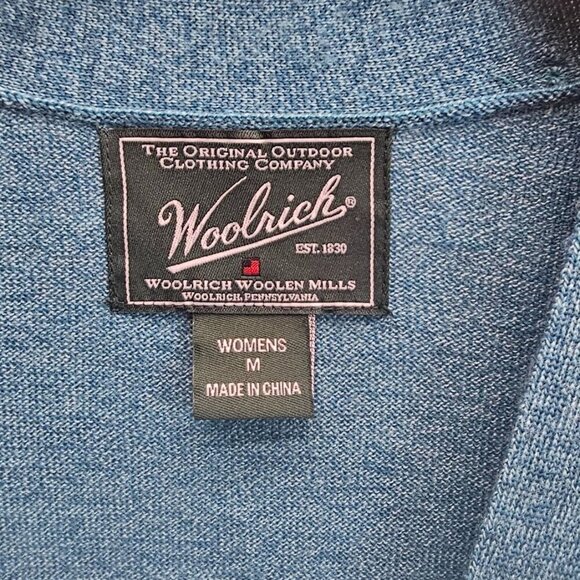 THE ORIGINAL OUTDOOR
CLOTHING COMPANY
Woolrich®
EST. 1830
WOOLRICH WOOLEN MILLS
WOOLRICH, PENNSYLVANIA
WOMENS
M
MADE IN CHINA